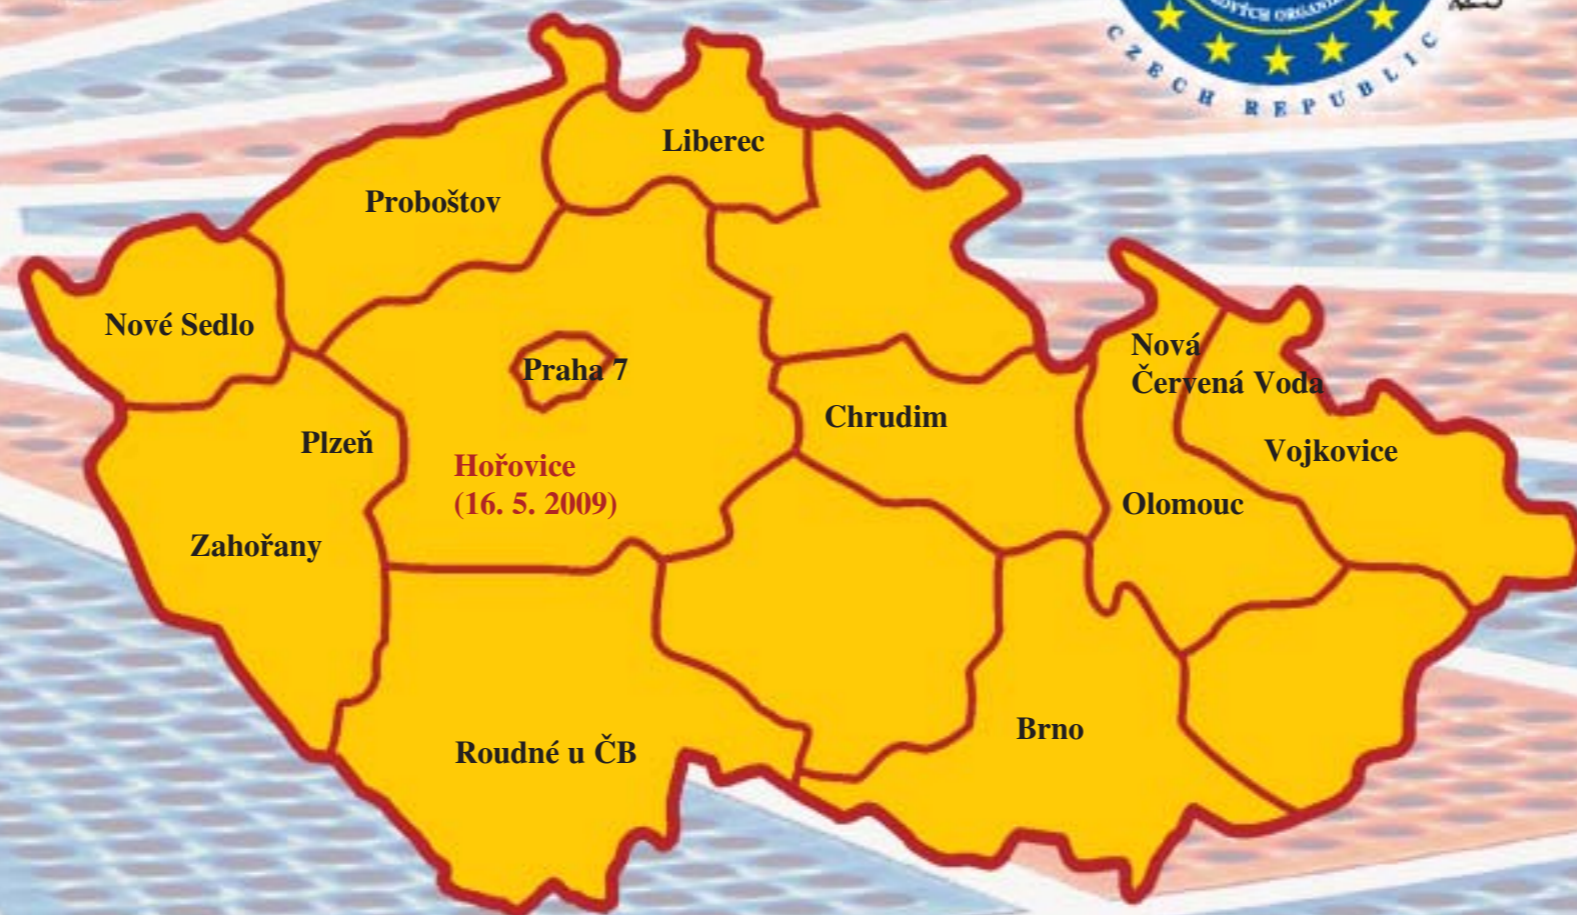 CZECH REPUBLIC
Liberec
Proboštov
Nové Sedlo
Nová
Červená Voda
Praha 7
Chrudim
Plzeň
Vojkovice
Hořovice
(16. 5. 2009)
Olomouc
Zahořany
Brno
Roudné u ČB